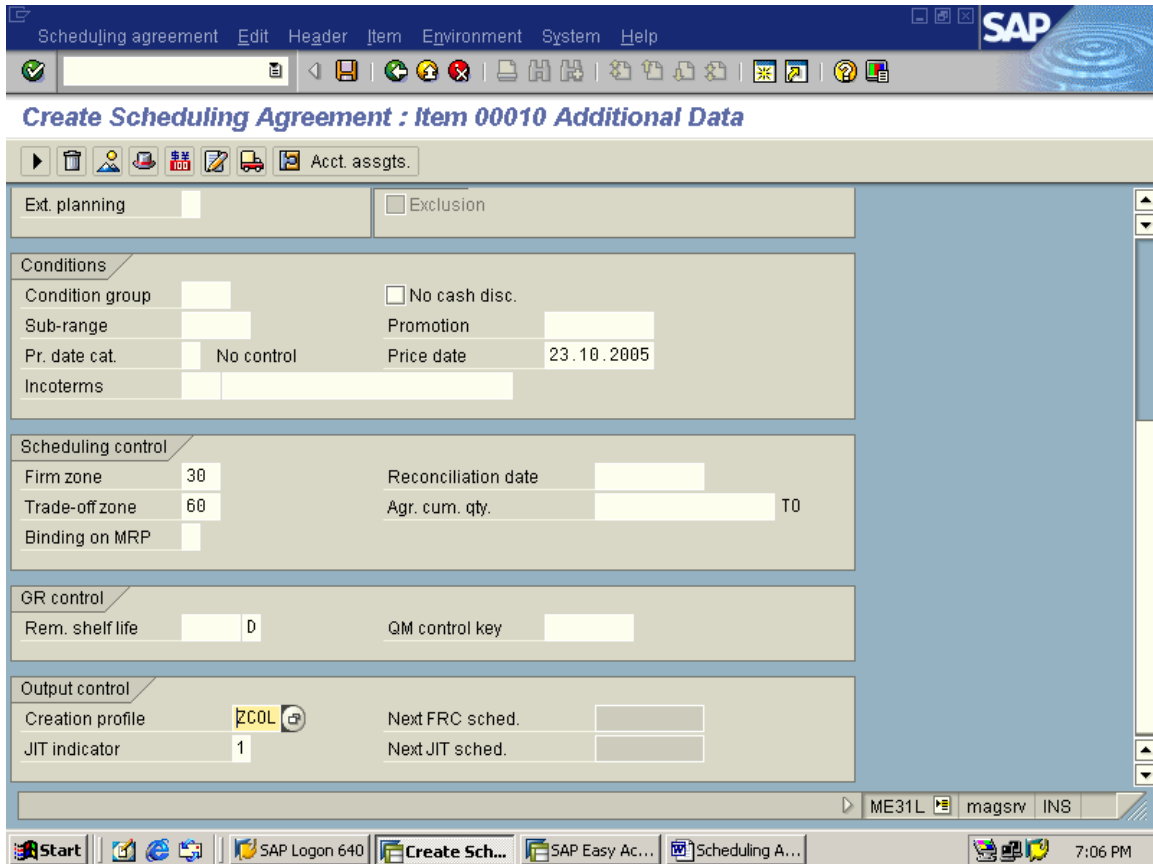 Scheduling agreement Edit Header Item Environment System Help
SAP
Create Scheduling Agreement : Item 00010 Additional Data
Acct. assgts.
Ext. planning Exclusion
Conditions
Condition group No cash disc.
Sub-range Promotion
Pr. date cat. No control Price date 23.10.2005
Incoterms
Scheduling control
Firm zone 30 Reconciliation date
Trade-off zone 60 Agr. cum. qty. TO
Binding on MRP
GR control
Rem. shelf life D QM control key
Output control
Creation profile ZCOL Next FRC sched.
JIT indicator 1 Next JIT sched.
ME31L magsrv INS
Start SAP Logon 640 Create Sch... SAP Easy Ac... Scheduling A... 7:06 PM